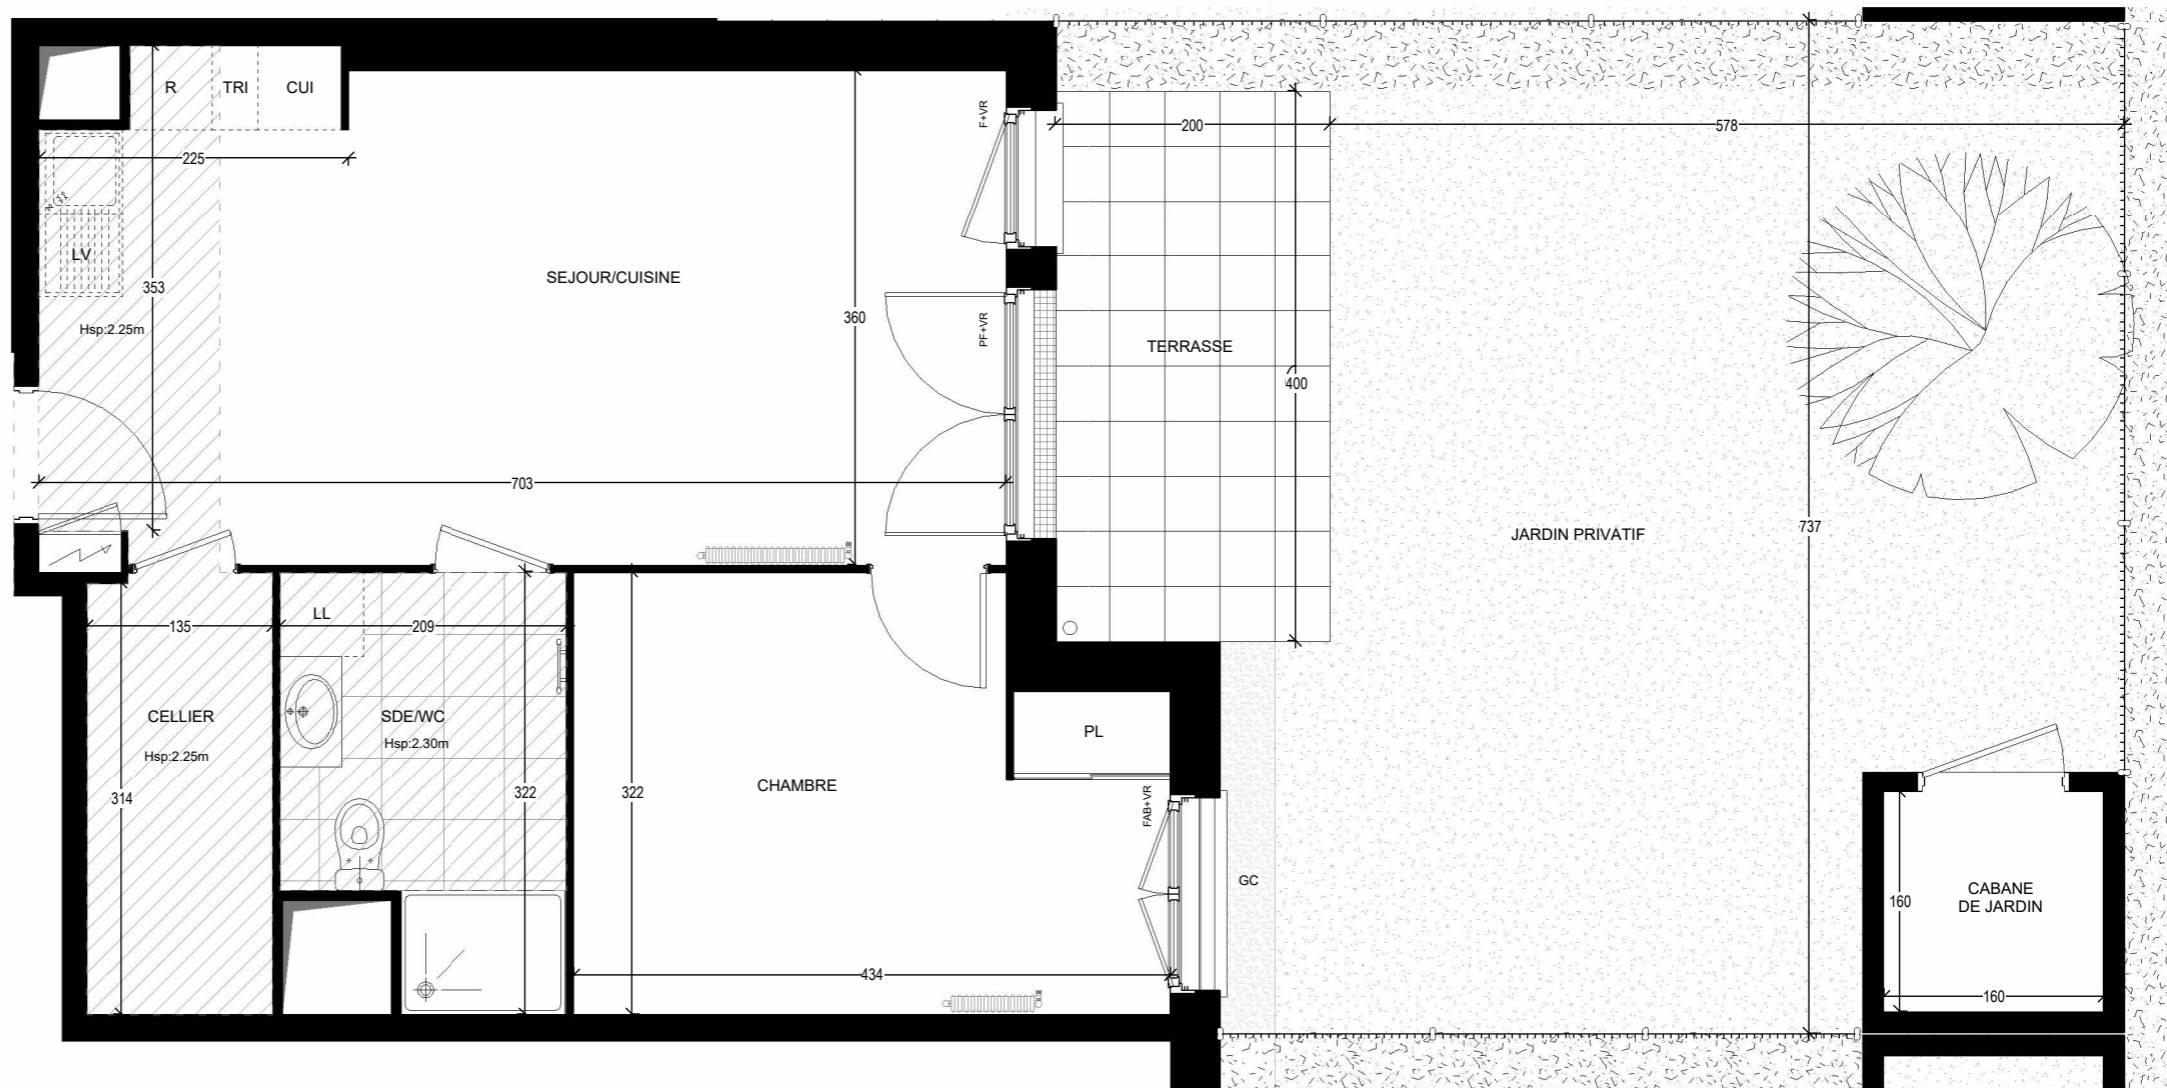 R
TRI
CUI
F+VR
200
578
225
LV
SEJOUR/CUISINE
353
360
Hsp:2.25m
PF+VR
TERRASSE
400
703
737
JARDIN PRIVATIF
LL
135
209
CELLIER
Hsp:2.25m
SDE/WC
Hsp:2.30m
PL
314
322
322
CHAMBRE
FAB+VR
GC
CABANE
DE JARDIN
160
434
160